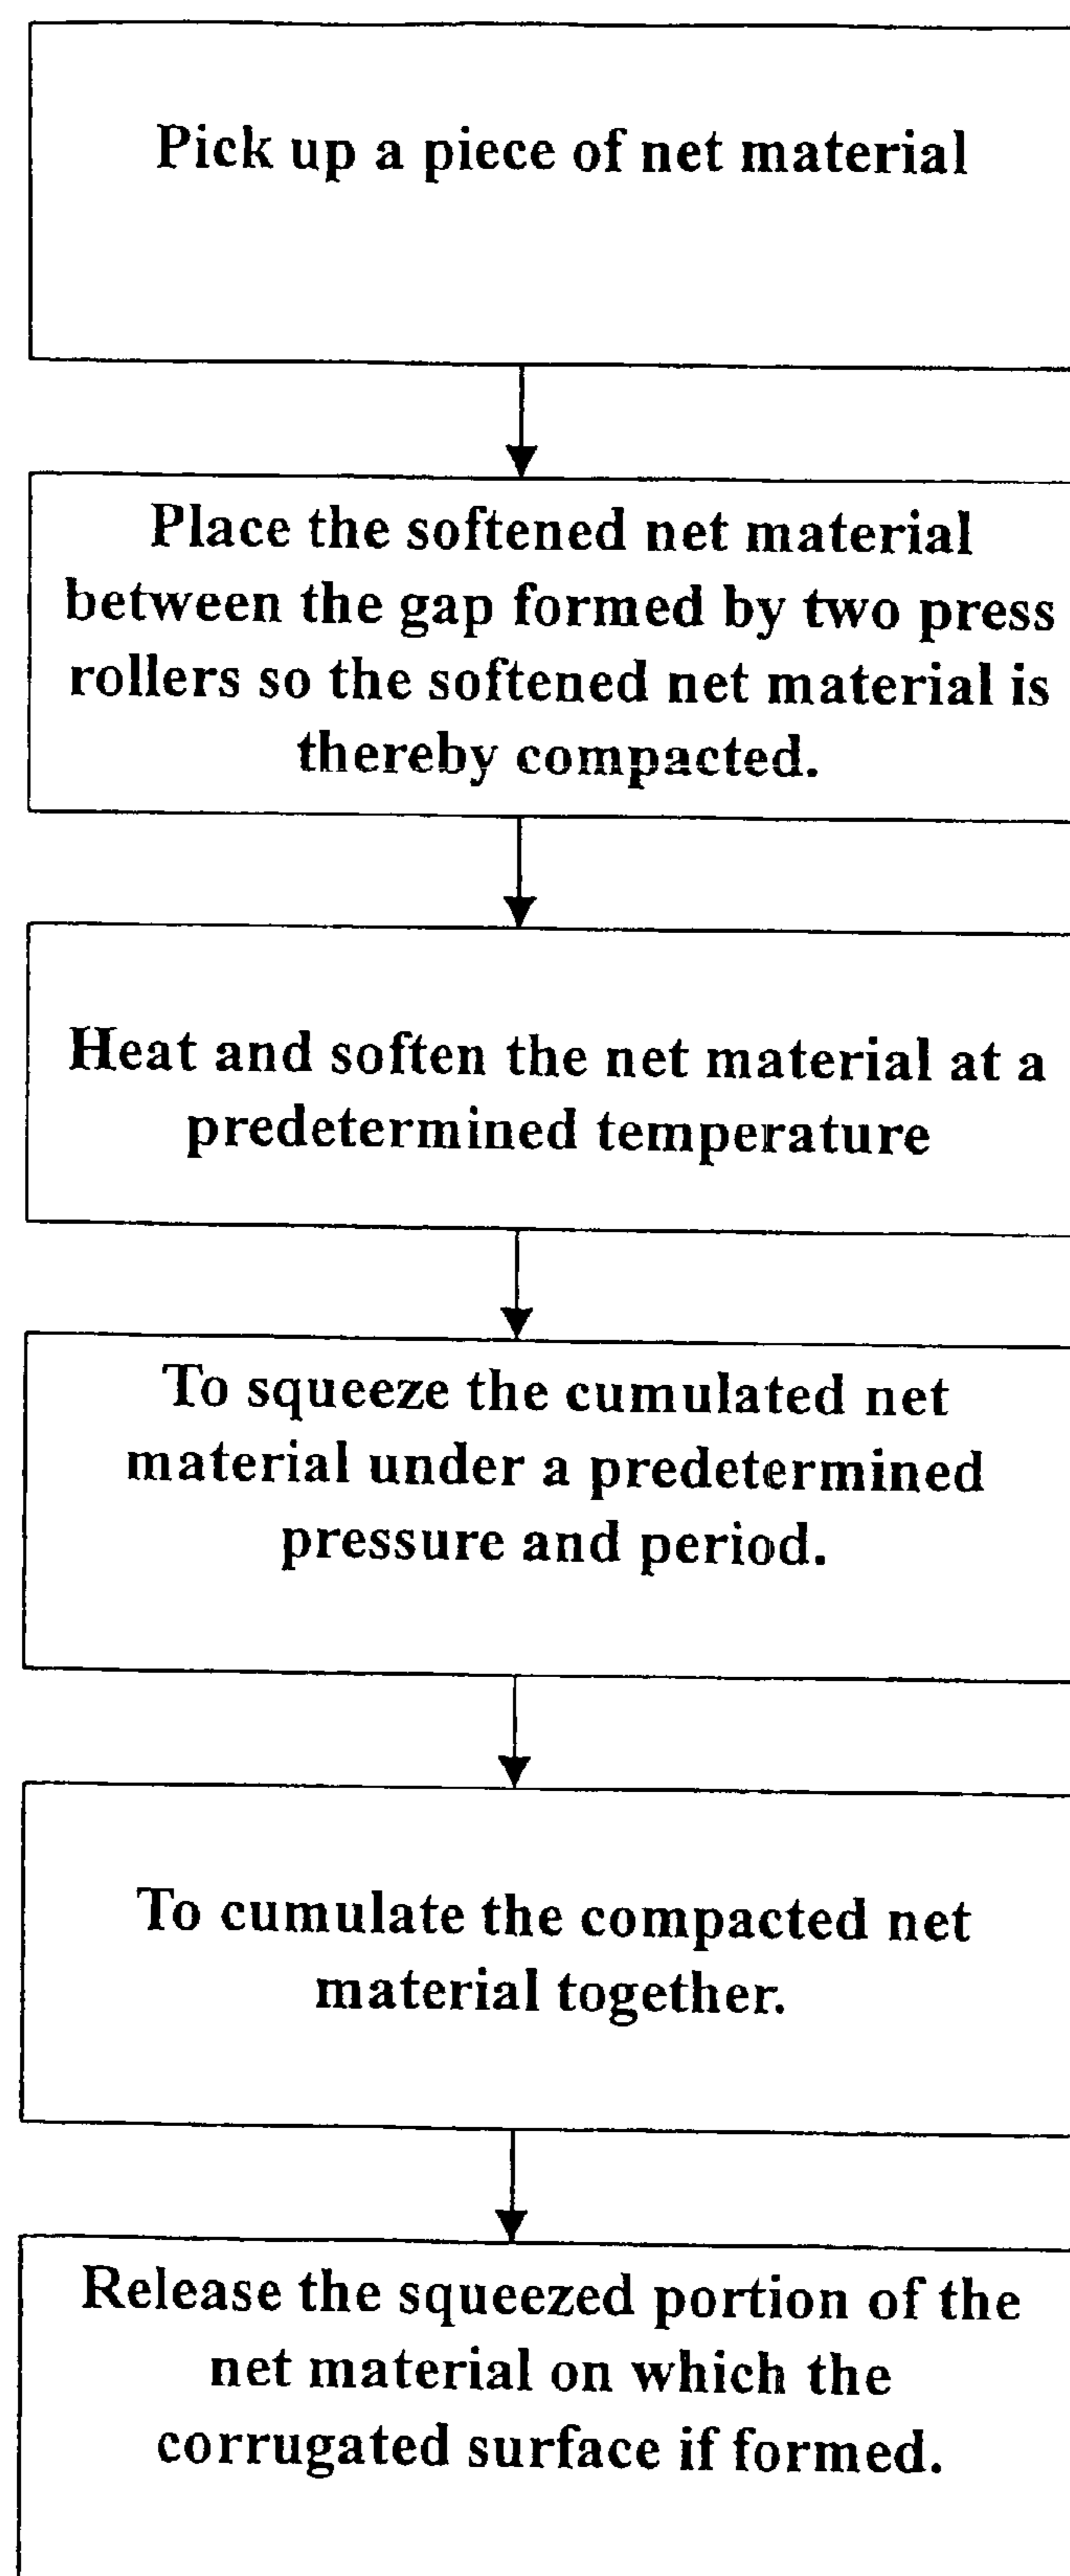 Pick up a piece of net material
Place the softened net material
between the gap formed by two press
rollers so the softened net material is
thereby compacted.
Heat and soften the net material at a
predetermined temperature
To squeeze the cumulated net
material under a predetermined
pressure and period.
To cumulate the compacted net
material together.
Release the squeezed portion of the
net material on which the
corrugated surface if formed.